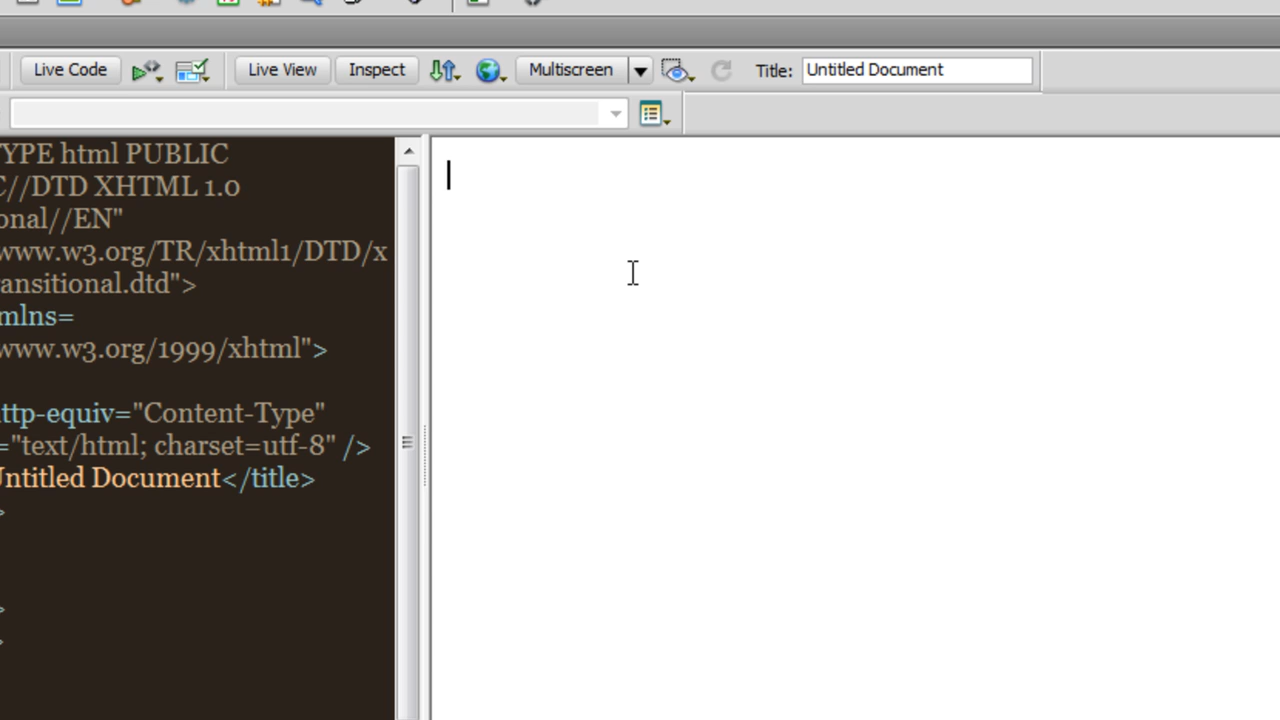 Live Code Live View Inspect Multiscreen Title: Untitled Document
TYPE html PUBLIC
C//DTD XHTML 1.0
onal//EN"
www.w3.org/TR/xhtml1/DTD/x
ansitional.dtd">
mlns=
www.w3.org/1999/xhtml">
ttp-equiv="Content-Type"
="text/html; charset=utf-8" />
Untitled Document</title>
>
>
>